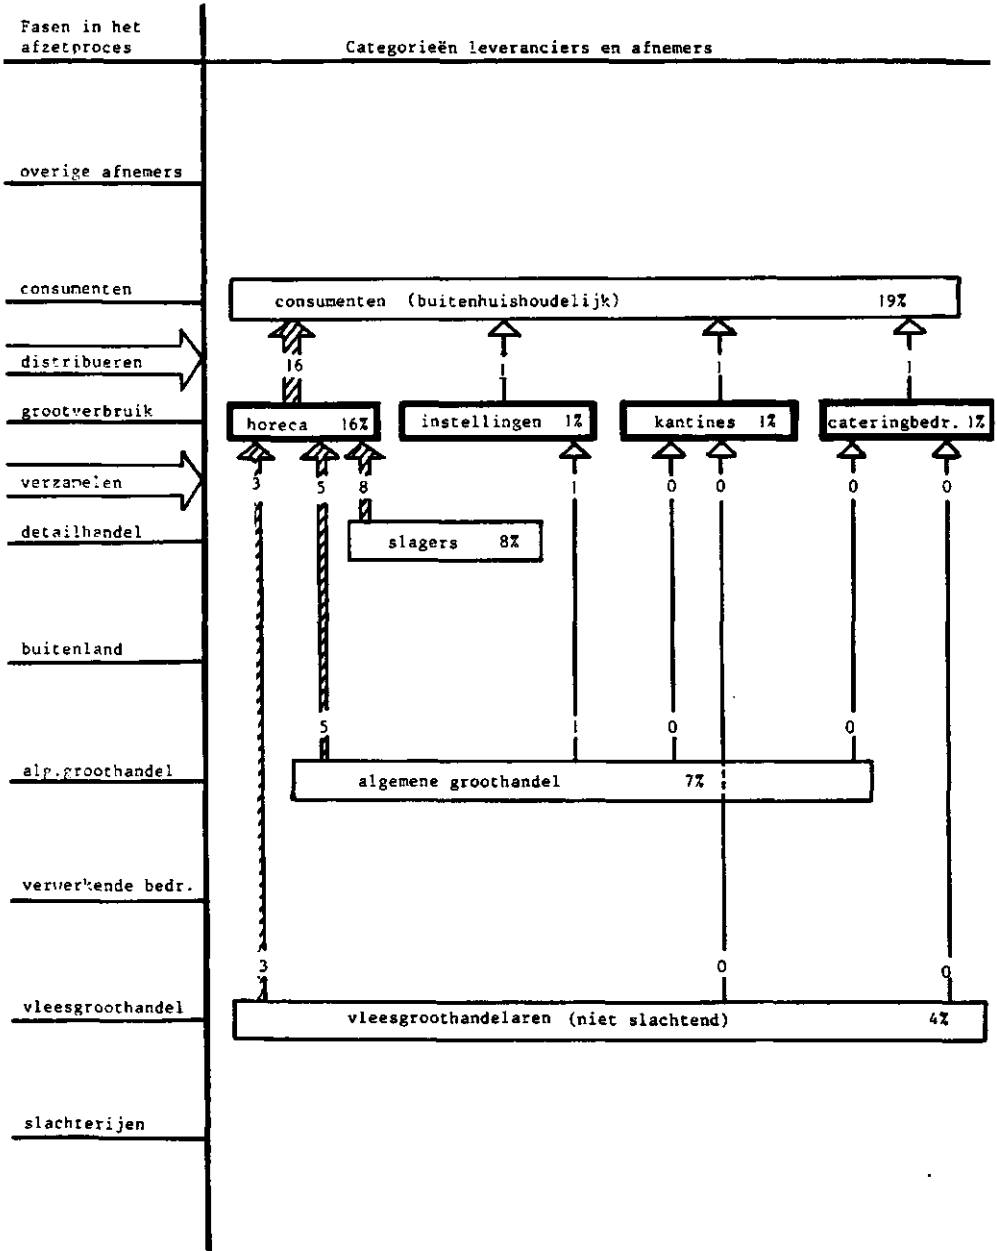 Fasen in het
afzetproces
Categorieën leveranciers en afnemers
overige afnemers
consumenten
consumenten (buitenhuishoudelijk) 19%
distribueren
16 1 1 1
grootverbruik
horeca 16% instellingen 1% kantines 1% cateringbedr. 1%
verzamelen
3 5 8 1 0 0 0 0
detailhandel
slagers 8%
buitenland
5 1 0 0
alg.groothandel
algemene groothandel 7%
verwerkende bedr.
3 0 0
vleesgroothandel
vleesgroothandelaren (niet slachtend) 4%
slachterijen